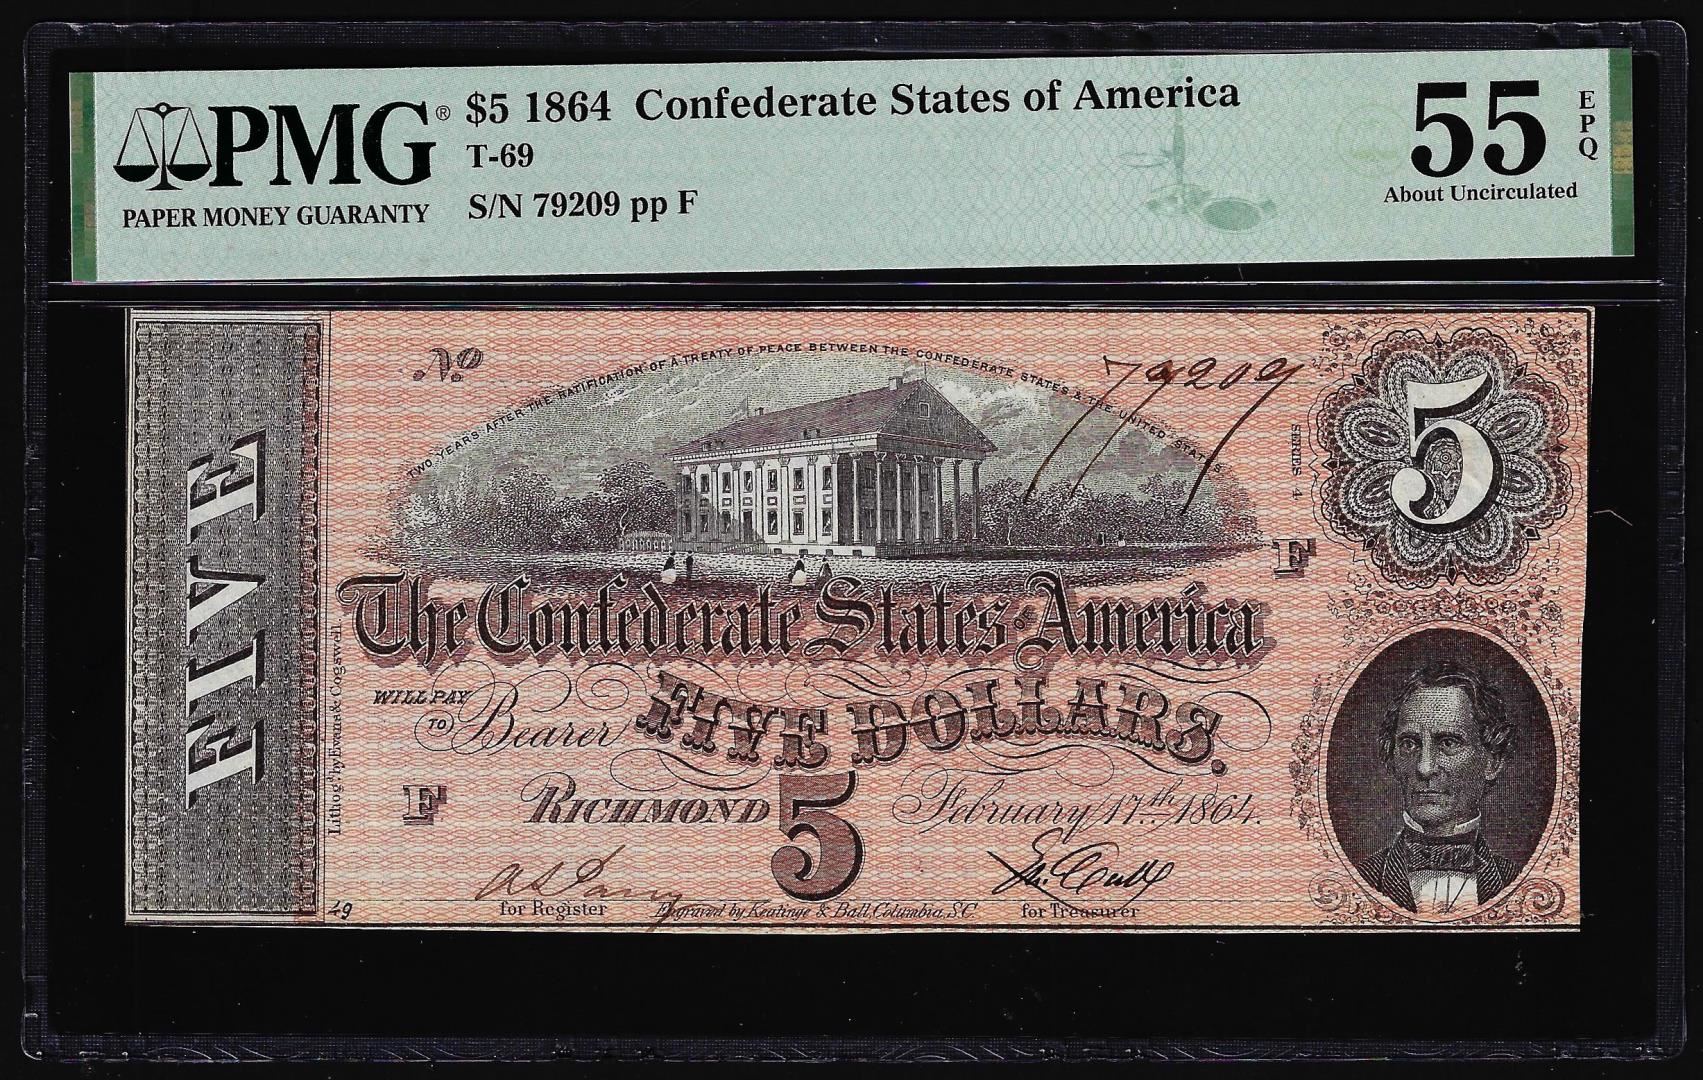 PMG®
PAPER MONEY GUARANTY
$5 1864 Confederate States of America
T-69
S/N 79209 pp F
55
EPQ
About Uncirculated
FIVE
No
TWO YEARS AFTER THE RATIFICATION OF A TREATY OF PEACE BETWEEN THE CONFEDERATE STATES & THE UNITED STATES
79209
SERIES 4
5
F
The Confederate States of America
WILL PAY
TO Bearer FIVE DOLLARS.
Lithog'd by Evans & Cogswell
F
RICHMOND 5 February 17th 1864.
for Register
Engraved by Keatinge & Ball, Columbia, S.C.
for Treasurer